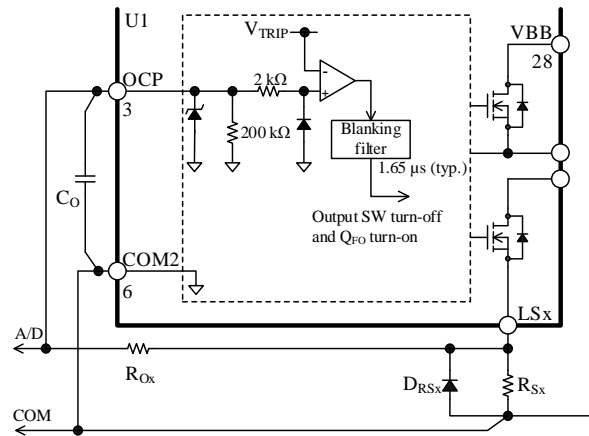 U1
V_TRIP
VBB
28
OCP
3
2 kΩ
-
+
200 kΩ
Blanking
filter
1.65 µs (typ.)
C_O
Output SW turn-off
and Q_FO turn-on
COM2
6
LSx
A/D
R_Ox
D_RSx
R_Sx
COM